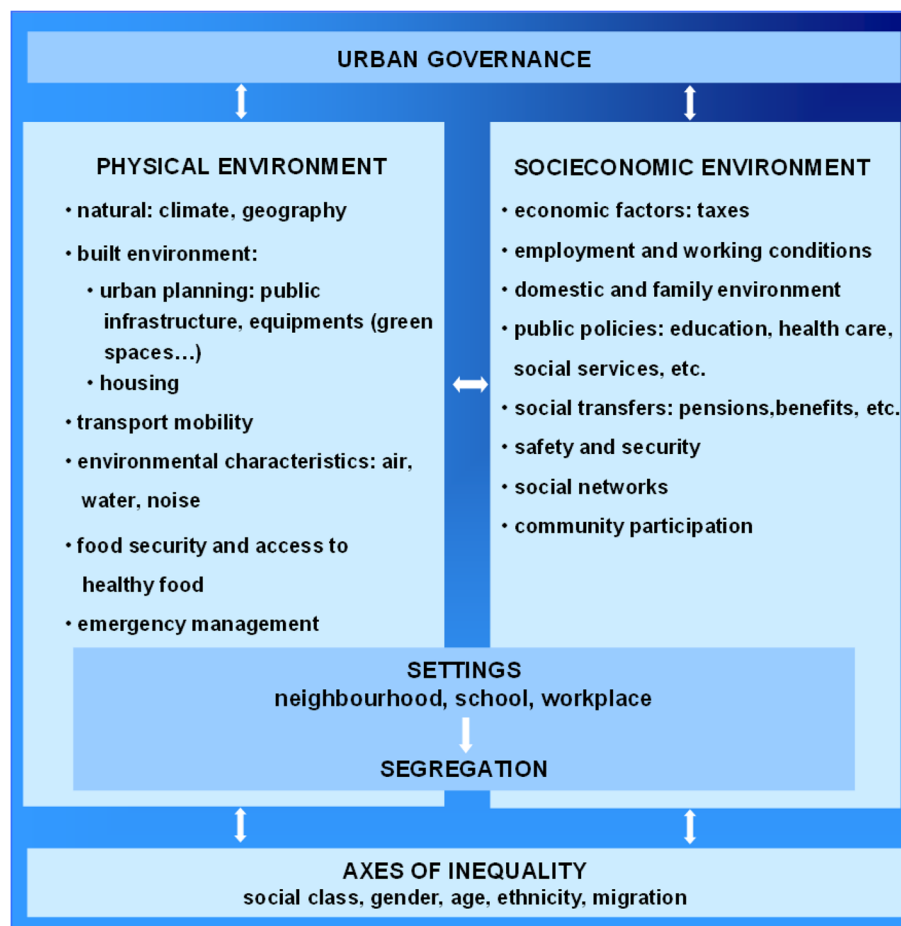 URBAN GOVERNANCE
PHYSICAL ENVIRONMENT
• natural: climate, geography
• built environment:
• urban planning: public
infrastructure, equipments (green
spaces…)
• housing
• transport mobility
• environmental characteristics: air,
water, noise
• food security and access to
healthy food
• emergency management
SOCIECONOMIC ENVIRONMENT
• economic factors: taxes
• employment and working conditions
• domestic and family environment
• public policies: education, health care,
social services, etc.
• social transfers: pensions,benefits, etc.
• safety and security
• social networks
• community participation
SETTINGS
neighbourhood, school, workplace
SEGREGATION
AXES OF INEQUALITY
social class, gender, age, ethnicity, migration